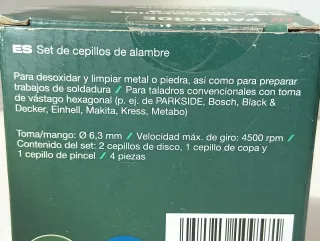 PARKSIDE
ES Set de cepillos de alambre
Para desoxidar y limpiar metal o piedra, así como para preparar
trabajos de soldadura / Para taladros convencionales con toma
de vástago hexagonal (p. ej. de PARKSIDE, Bosch, Black &
Decker, Einhell, Makita, Kress, Metabo)
Toma/mango: Ø 6,3 mm / Velocidad máx. de giro: 4500 rpm /
Contenido del set: 2 cepillos de disco, 1 cepillo de copa y
1 cepillo de pincel / 4 piezas